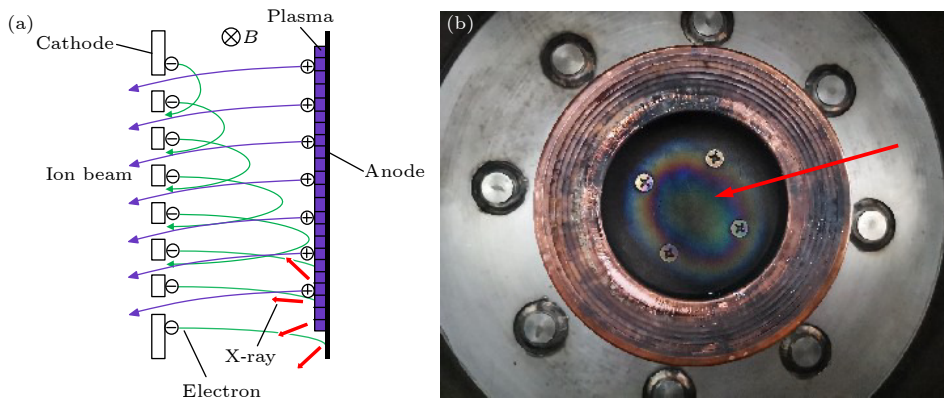 (a)
Plasma
Cathode
⊗B
Ion beam
Anode
X-ray
Electron
(b)